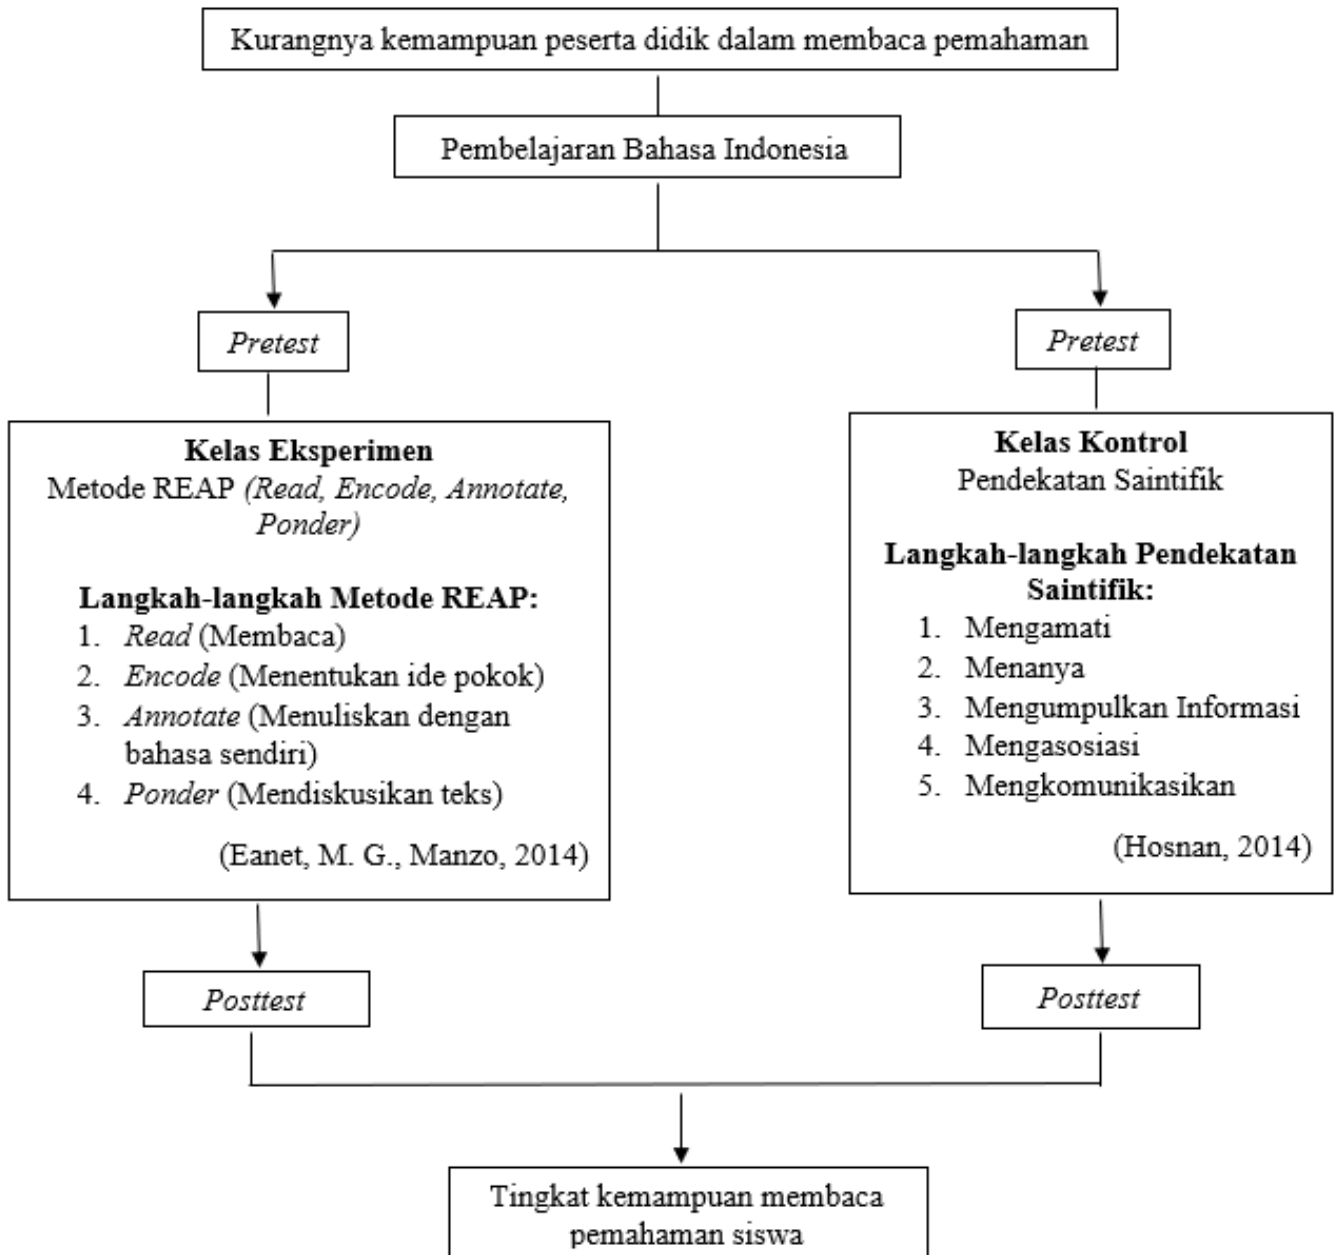 Kurangnya kemampuan peserta didik dalam membaca pemahaman
Pembelajaran Bahasa Indonesia
Pretest
Pretest
Kelas Eksperimen
Metode REAP (Read, Encode, Annotate,
Ponder)
Langkah-langkah Metode REAP:
1. Read (Membaca)
2. Encode (Menentukan ide pokok)
3. Annotate (Menuliskan dengan
bahasa sendiri)
4. Ponder (Mendiskusikan teks)
(Eanet, M. G., Manzo, 2014)
Kelas Kontrol
Pendekatan Saintifik
Langkah-langkah Pendekatan
Saintifik:
1. Mengamati
2. Menanya
3. Mengumpulkan Informasi
4. Mengasosiasi
5. Mengkomunikasikan
(Hosnan, 2014)
Posttest
Posttest
Tingkat kemampuan membaca
pemahaman siswa